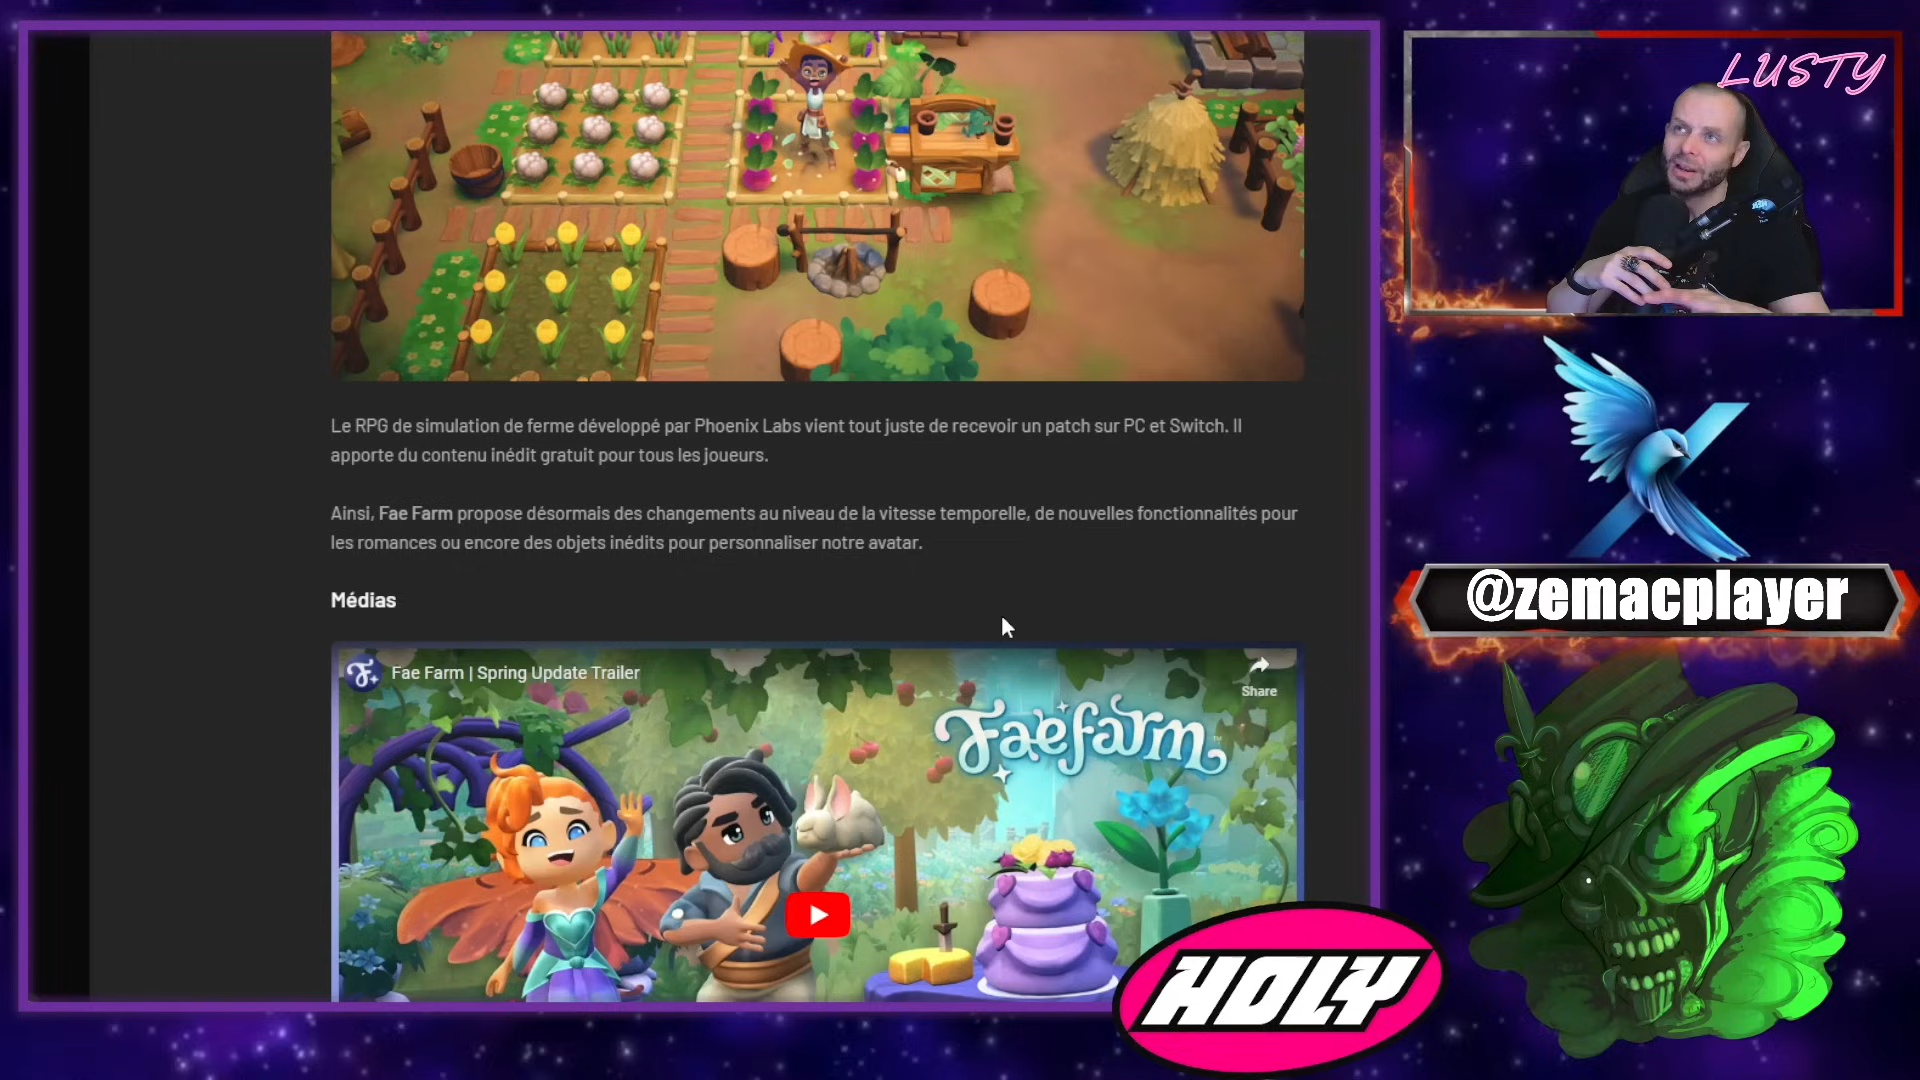 LUSTY
Le RPG de simulation de ferme développé par Phoenix Labs vient tout juste de recevoir un patch sur PC et Switch. Il
apporte du contenu inédit gratuit pour tous les joueurs.
Ainsi, Fae Farm propose désormais des changements au niveau de la vitesse temporelle, de nouvelles fonctionnalités pour
les romances ou encore des objets inédits pour personnaliser notre avatar.
Médias
Fae Farm | Spring Update Trailer
Share
Faefarm
@zemacplayer
HOLY